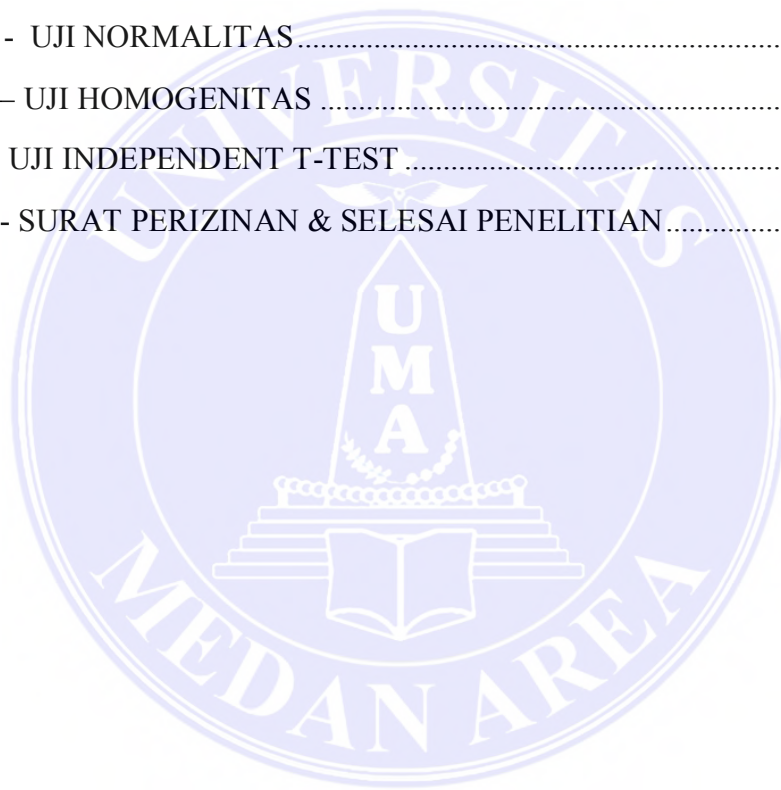 - UJI NORMALITAS....................................................................
– UJI HOMOGENITAS ................................................................
UJI INDEPENDENT T-TEST .....................................................
- SURAT PERIZINAN & SELESAI PENELITIAN...............
UNIVERSITAS
U
M
A
MEDAN AREA